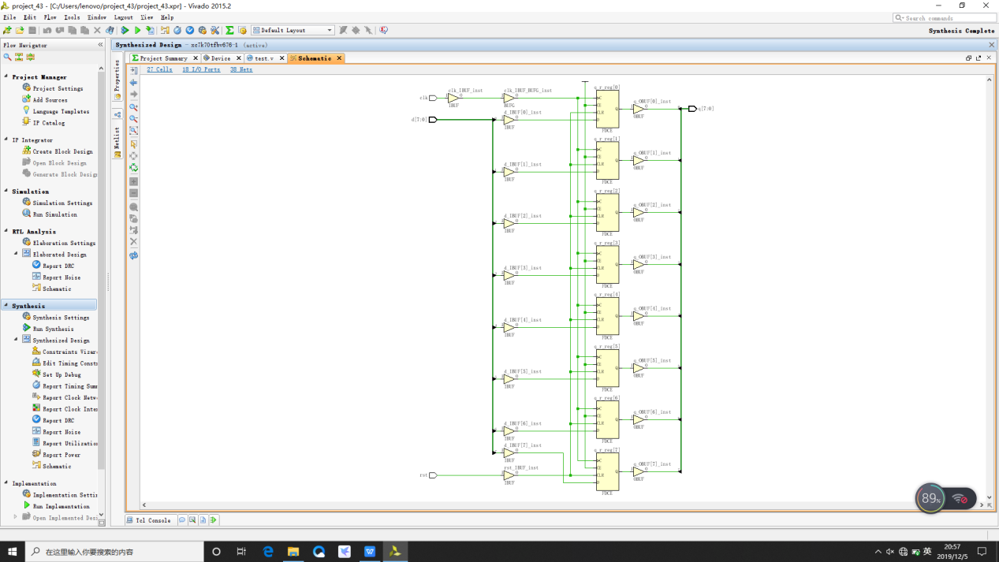 project_43 - [C:/Users/lenovo/project_43/project_43.xpr] - Vivado 2015.2
File Edit Flow Tools Window Layout View Help
Search commands
Default Layout
Synthesis Complete
Flow Navigator
Synthesized Design - xc7k70tfbv676-1 (active)
Project Summary
Device
test.v
Schematic
27 Cells 18 I/O Ports 38 Nets
Properties
Netlist
Project Manager
Project Settings
Add Sources
Language Templates
IP Catalog
IP Integrator
Create Block Design
Open Block Design
Generate Block Desig
Simulation
Simulation Settings
Run Simulation
RTL Analysis
Elaboration Settings
Elaborated Design
Report DRC
Report Noise
Schematic
Synthesis
Synthesis Settings
Run Synthesis
Synthesized Design
Constraints Wizar
Edit Timing Const
Set Up Debug
Report Timing Sum
Report Clock Netw
Report Clock Inter
Report DRC
Report Noise
Report Utilizatio
Report Power
Schematic
Implementation
Implementation Settin
Run Implementation
Open Implemented Desi
clk
clk_IBUF_inst
IBUF
clk_IBUF_BUFG_inst
BUFG
d[7:0]
d_IBUF[0]_inst
IBUF
q_r_reg[0]
C
CE
CLR
D
Q
FDCE
q_OBUF[0]_inst
OBUF
q[7:0]
d_IBUF[1]_inst
IBUF
q_r_reg[1]
C
CE
CLR
D
Q
FDCE
q_OBUF[1]_inst
OBUF
d_IBUF[2]_inst
IBUF
q_r_reg[2]
C
CE
CLR
D
Q
FDCE
q_OBUF[2]_inst
OBUF
d_IBUF[3]_inst
IBUF
q_r_reg[3]
C
CE
CLR
D
Q
FDCE
q_OBUF[3]_inst
OBUF
d_IBUF[4]_inst
IBUF
q_r_reg[4]
C
CE
CLR
D
Q
FDCE
q_OBUF[4]_inst
OBUF
d_IBUF[5]_inst
IBUF
q_r_reg[5]
C
CE
CLR
D
Q
FDCE
q_OBUF[5]_inst
OBUF
d_IBUF[6]_inst
IBUF
q_r_reg[6]
C
CE
CLR
D
Q
FDCE
q_OBUF[6]_inst
OBUF
d_IBUF[7]_inst
IBUF
q_r_reg[7]
C
CE
CLR
D
Q
FDCE
q_OBUF[7]_inst
OBUF
rst
rst_IBUF_inst
IBUF
89%
Tcl Console
在这里输入你要搜索的内容
英
20:57
2019/12/5